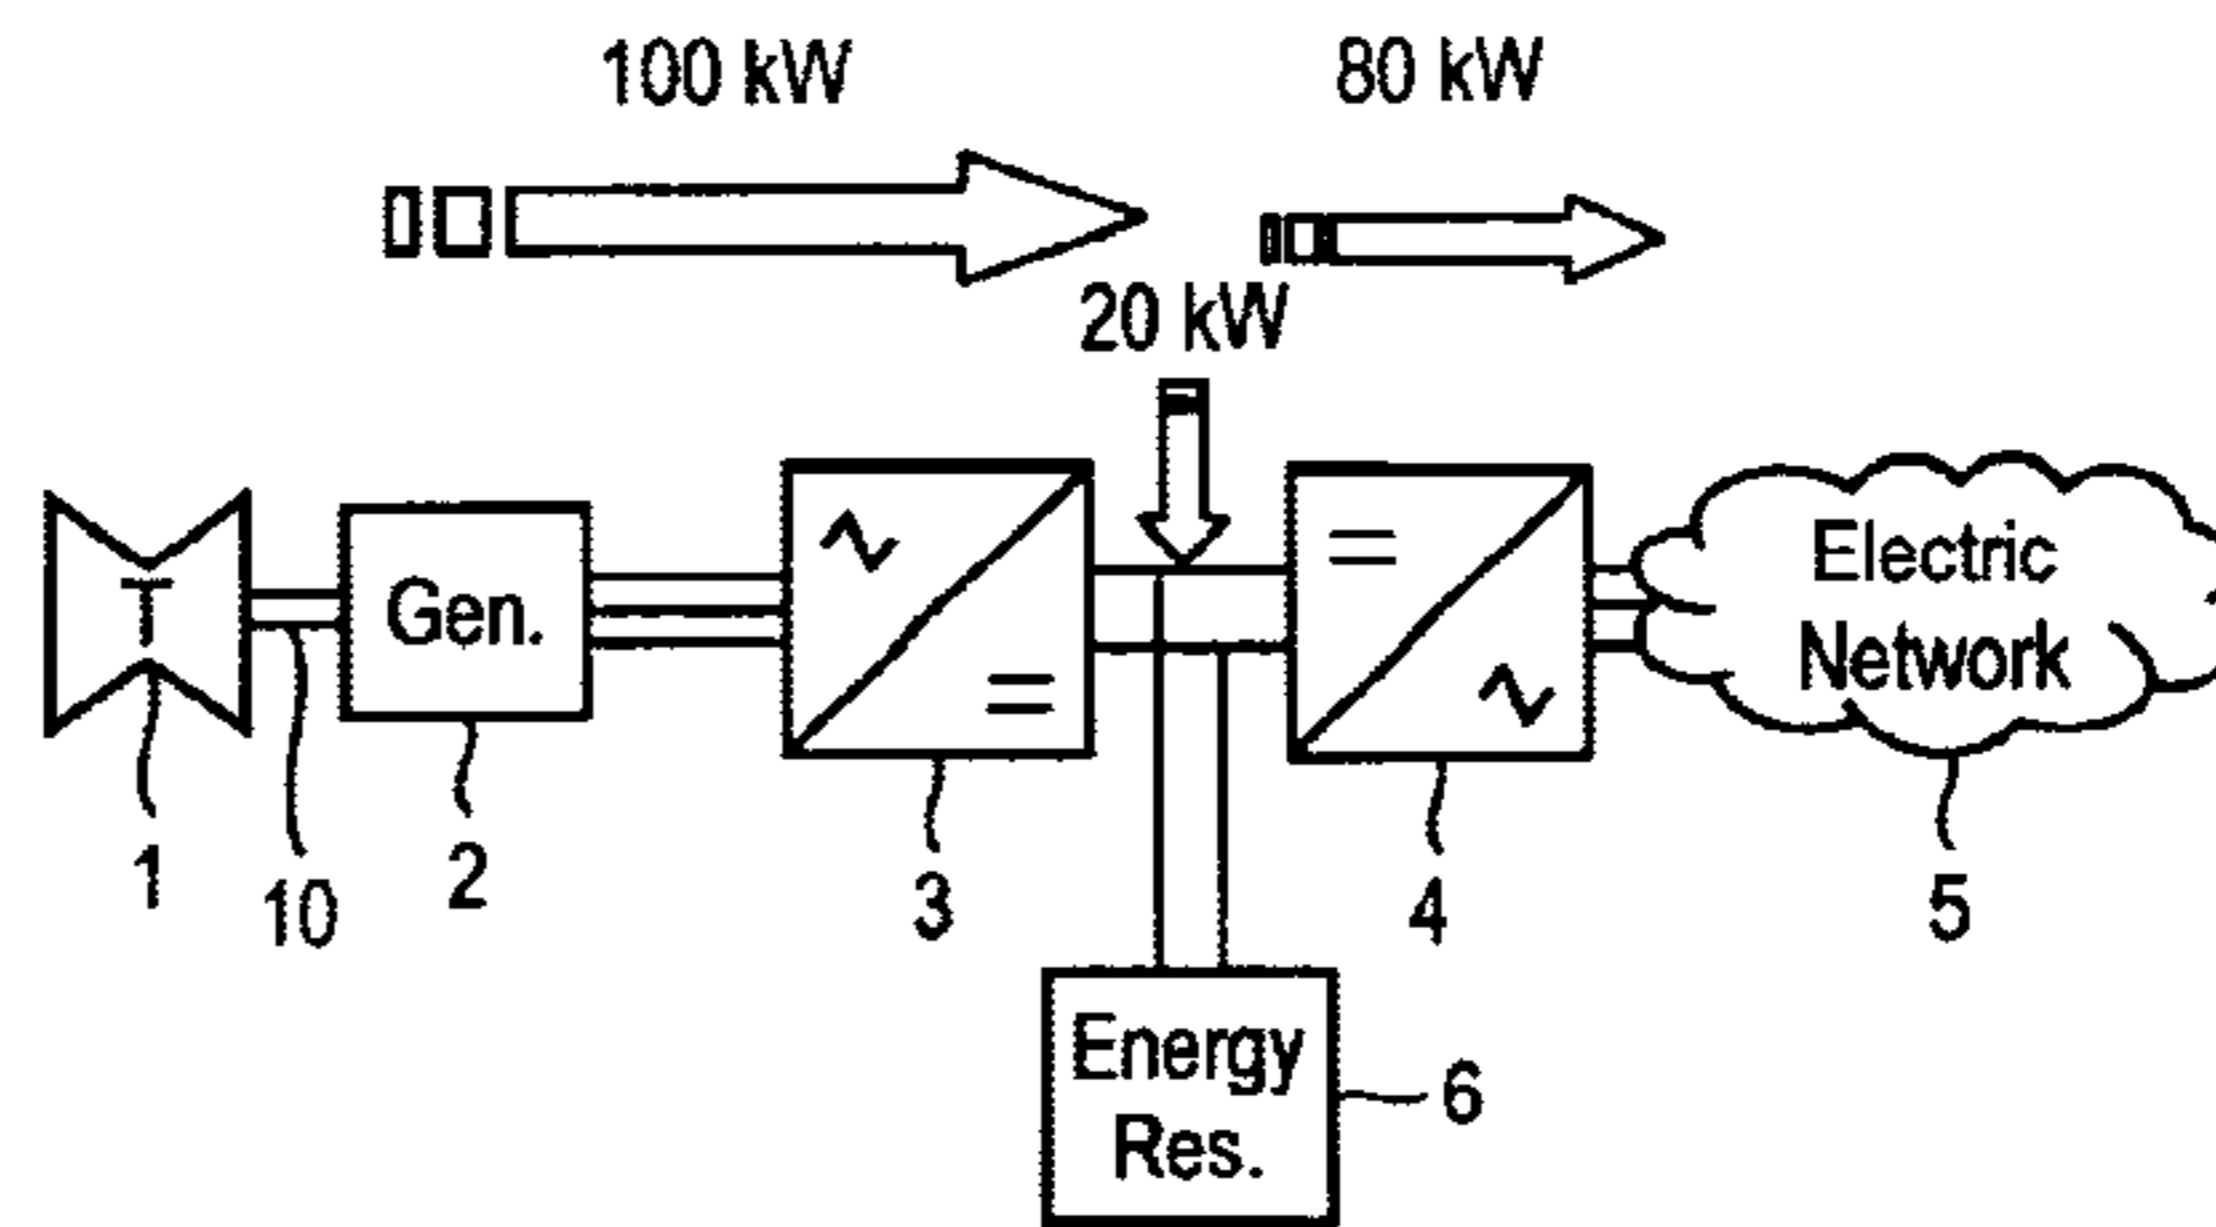 100 kW
80 kW
20 kW
T
Gen.
Electric
Network
1
10
2
3
4
5
Energy
Res.
6